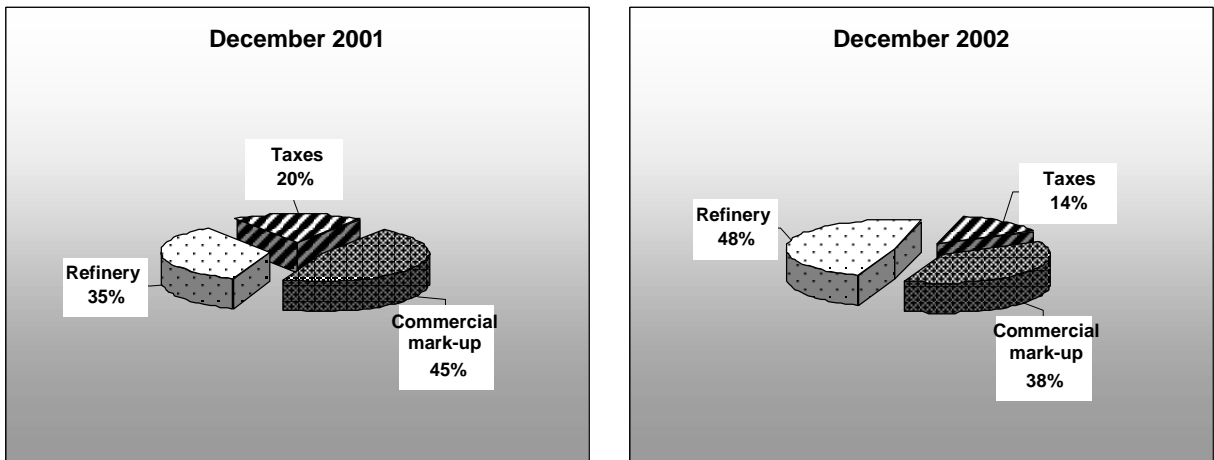 December 2001
Taxes
20%
Refinery
35%
Commercial
mark-up
45%
December 2002
Taxes
14%
Refinery
48%
Commercial
mark-up
38%